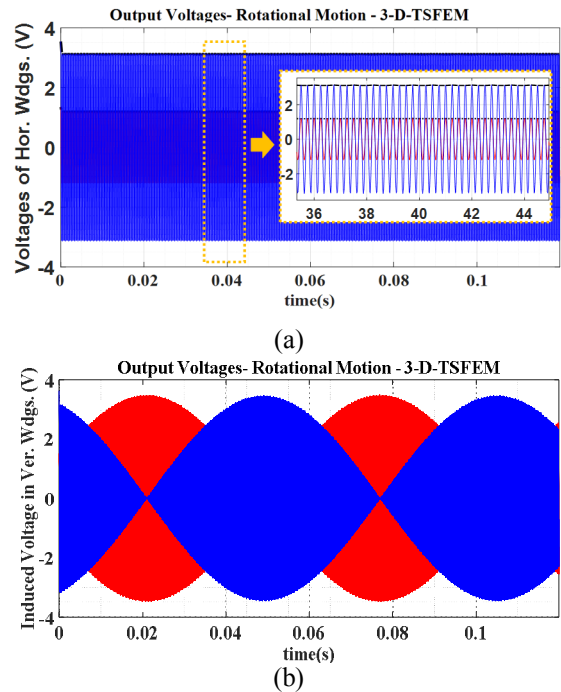 Output Voltages- Rotational Motion - 3-D-TSFEM
Voltages of Hor. Wdgs. (V)
4
2
0
-2
-4
2
0
-2
36 38 40 42 44
0 0.02 0.04 0.06 0.08 0.1
time(s)
(a)
Output Voltages- Rotational Motion - 3-D-TSFEM
Induced Voltage in Ver. Wdgs. (V)
4
2
0
-2
-4
0 0.02 0.04 0.06 0.08 0.1
time(s)
(b)